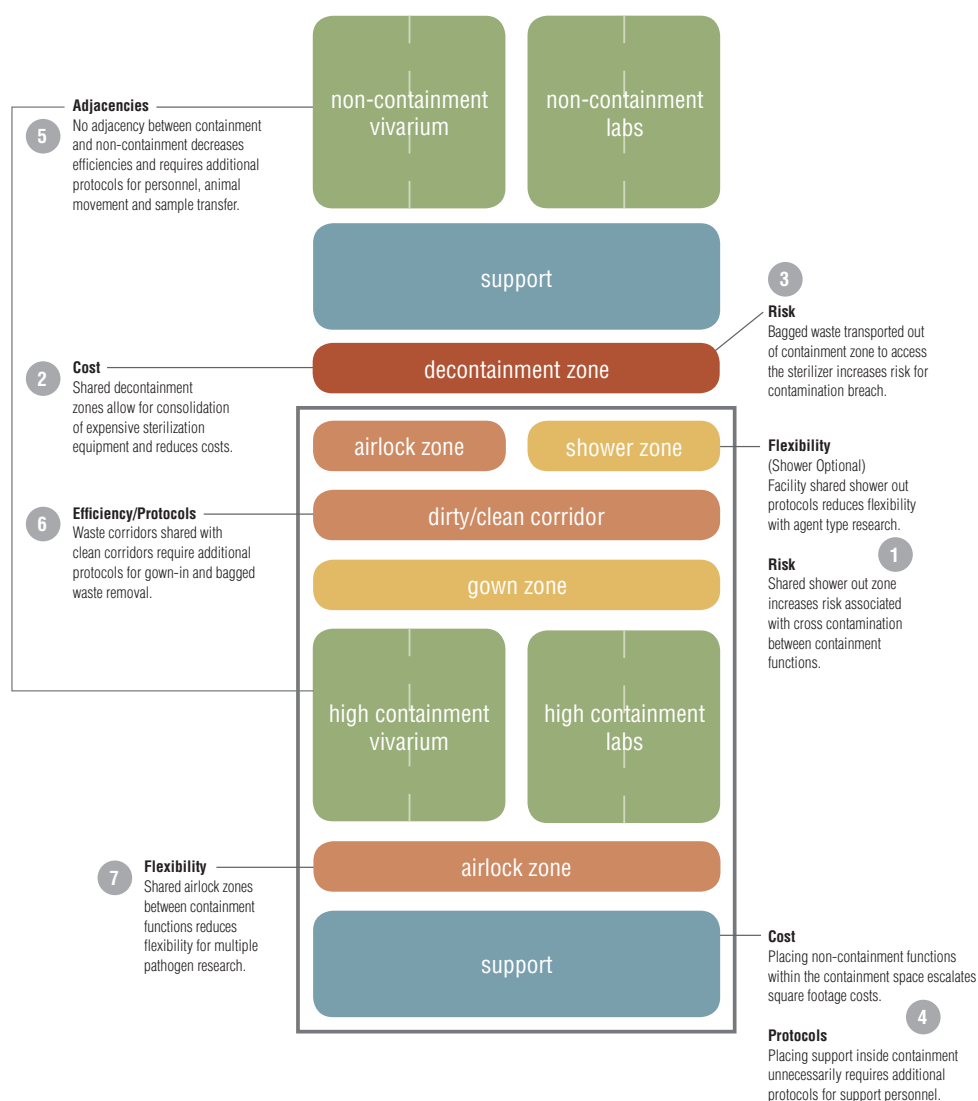 non-containment
vivarium
non-containment
labs
Adjacencies
5
No adjacency between containment
and non-containment decreases
efficiencies and requires additional
protocols for personnel, animal
movement and sample transfer.
support
3
Risk
Bagged waste transported out
of containment zone to access
the sterilizer increases risk for
contamination breach.
decontainment zone
2
Cost
Shared decontainment
zones allow for consolidation
of expensive sterilization
equipment and reduces costs.
airlock zone
shower zone
Flexibility
(Shower Optional)
Facility shared shower out
protocols reduces flexibility
with agent type research.
6
Efficiency/Protocols
Waste corridors shared with
clean corridors require additional
protocols for gown-in and bagged
waste removal.
dirty/clean corridor
1
Risk
Shared shower out zone
increases risk associated
with cross contamination
between containment
functions.
gown zone
high containment
vivarium
high containment
labs
7
Flexibility
Shared airlock zones
between containment
functions reduces
flexibility for multiple
pathogen research.
airlock zone
support
Cost
Placing non-containment functions
within the containment space escalates
square footage costs.
4
Protocols
Placing support inside containment
unnecessarily requires additional
protocols for support personnel.